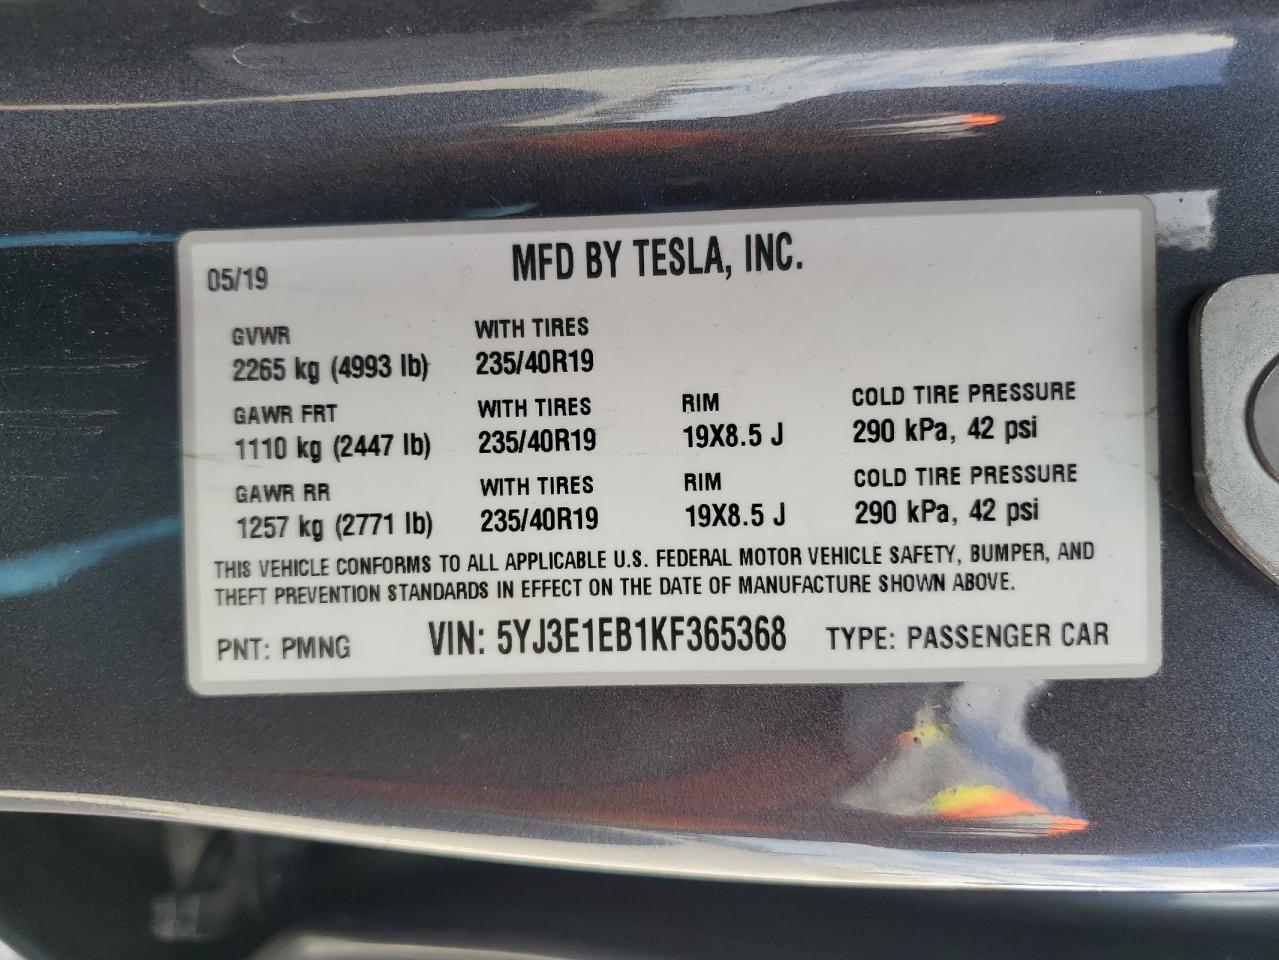 05/19 MFD BY TESLA, INC.
GVWR WITH TIRES
2265 kg (4993 lb) 235/40R19
GAWR FRT WITH TIRES RIM COLD TIRE PRESSURE
1110 kg (2447 lb) 235/40R19 19X8.5 J 290 kPa, 42 psi
GAWR RR WITH TIRES RIM COLD TIRE PRESSURE
1257 kg (2771 lb) 235/40R19 19X8.5 J 290 kPa, 42 psi
THIS VEHICLE CONFORMS TO ALL APPLICABLE U.S. FEDERAL MOTOR VEHICLE SAFETY, BUMPER, AND
THEFT PREVENTION STANDARDS IN EFFECT ON THE DATE OF MANUFACTURE SHOWN ABOVE.
PNT: PMNG VIN: 5YJ3E1EB1KF365368 TYPE: PASSENGER CAR